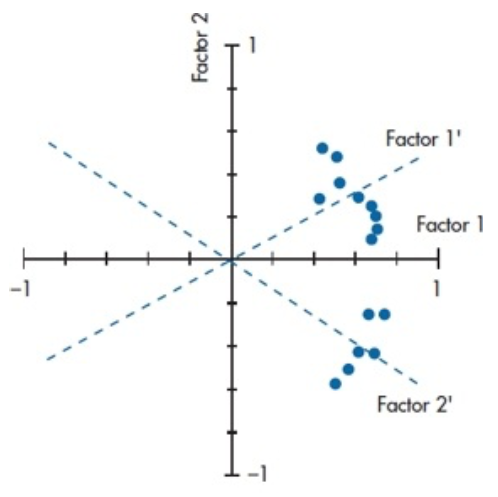 Factor 2
1
Factor 1'
Factor 1
-1
1
Factor 2'
-1